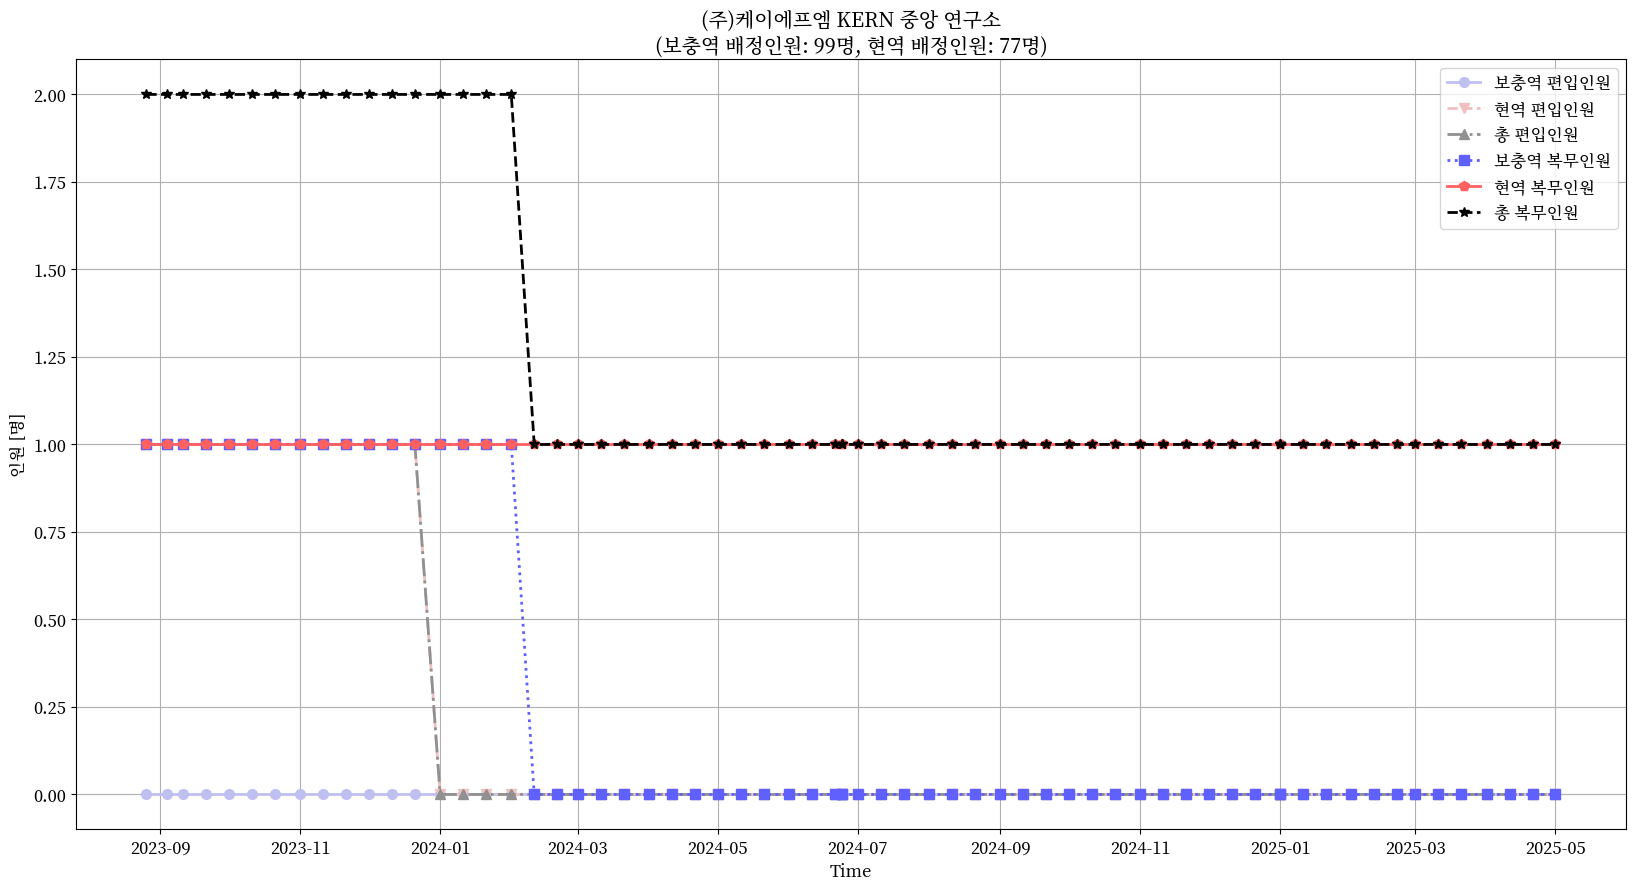 (주)케이에프엠 KERN 중앙 연구소
(보충역 배정인원: 99명, 현역 배정인원: 77명)
보충역 편입인원
현역 편입인원
총 편입인원
보충역 복무인원
현역 복무인원
총 복무인원
인원 [명]
2.00
1.75
1.50
1.25
1.00
0.75
0.50
0.25
0.00
2023-09
2023-11
2024-01
2024-03
2024-05
2024-07
2024-09
2024-11
2025-01
2025-03
2025-05
Time